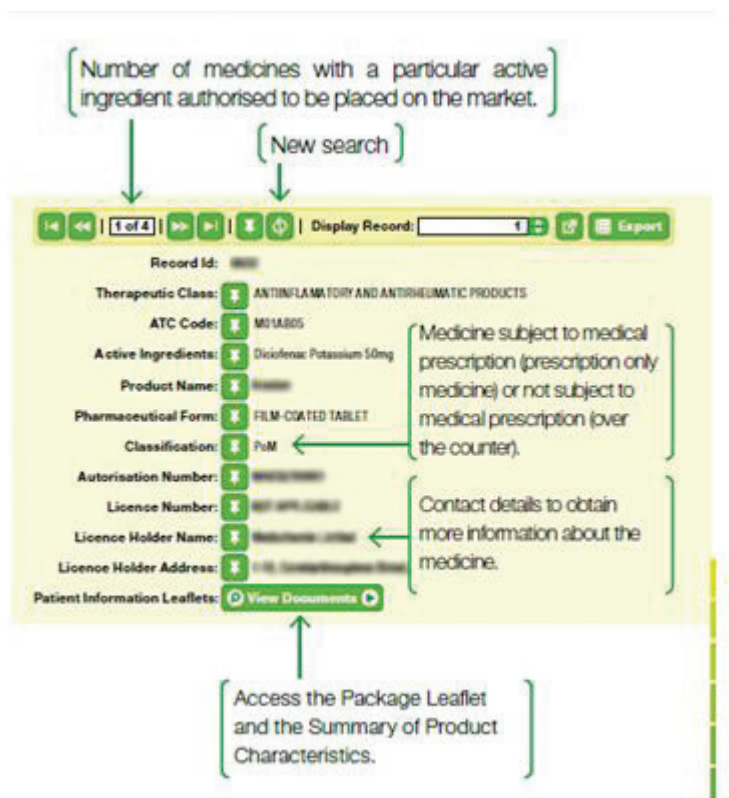 Number of medicines with a particular active
ingredient authorised to be placed on the market.
New search
1 of 4 | Display Record: 1 Export
Record Id:
Therapeutic Class: ANTIINFLAMATORY AND ANTIRHEUMATIC PRODUCTS
ATC Code: M01AB05
Active Ingredients: Diclofenac Potassium 50mg
Product Name:
Pharmaceutical Form: FILM-COATED TABLET
Classification: PoM
Autorisation Number:
Licence Number:
Licence Holder Name:
Licence Holder Address:
Patient Information Leaflets: View Documents
Medicine subject to medical
prescription (prescription only
medicine) or not subject to
medical prescription (over
the counter).
Contact details to obtain
more information about the
medicine.
Access the Package Leaflet
and the Summary of Product
Characteristics.